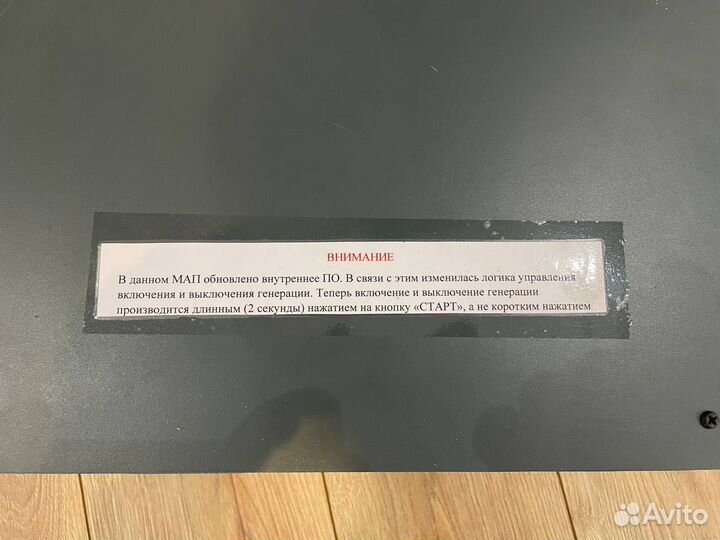 ВНИМАНИЕ
В данном МАП обновлено внутреннее ПО. В связи с этим изменилась логика управления
включения и выключения генерации. Теперь включение и выключение генерации
производится длинным (2 секунды) нажатием на кнопку «СТАРТ», а не коротким нажатием
Avito